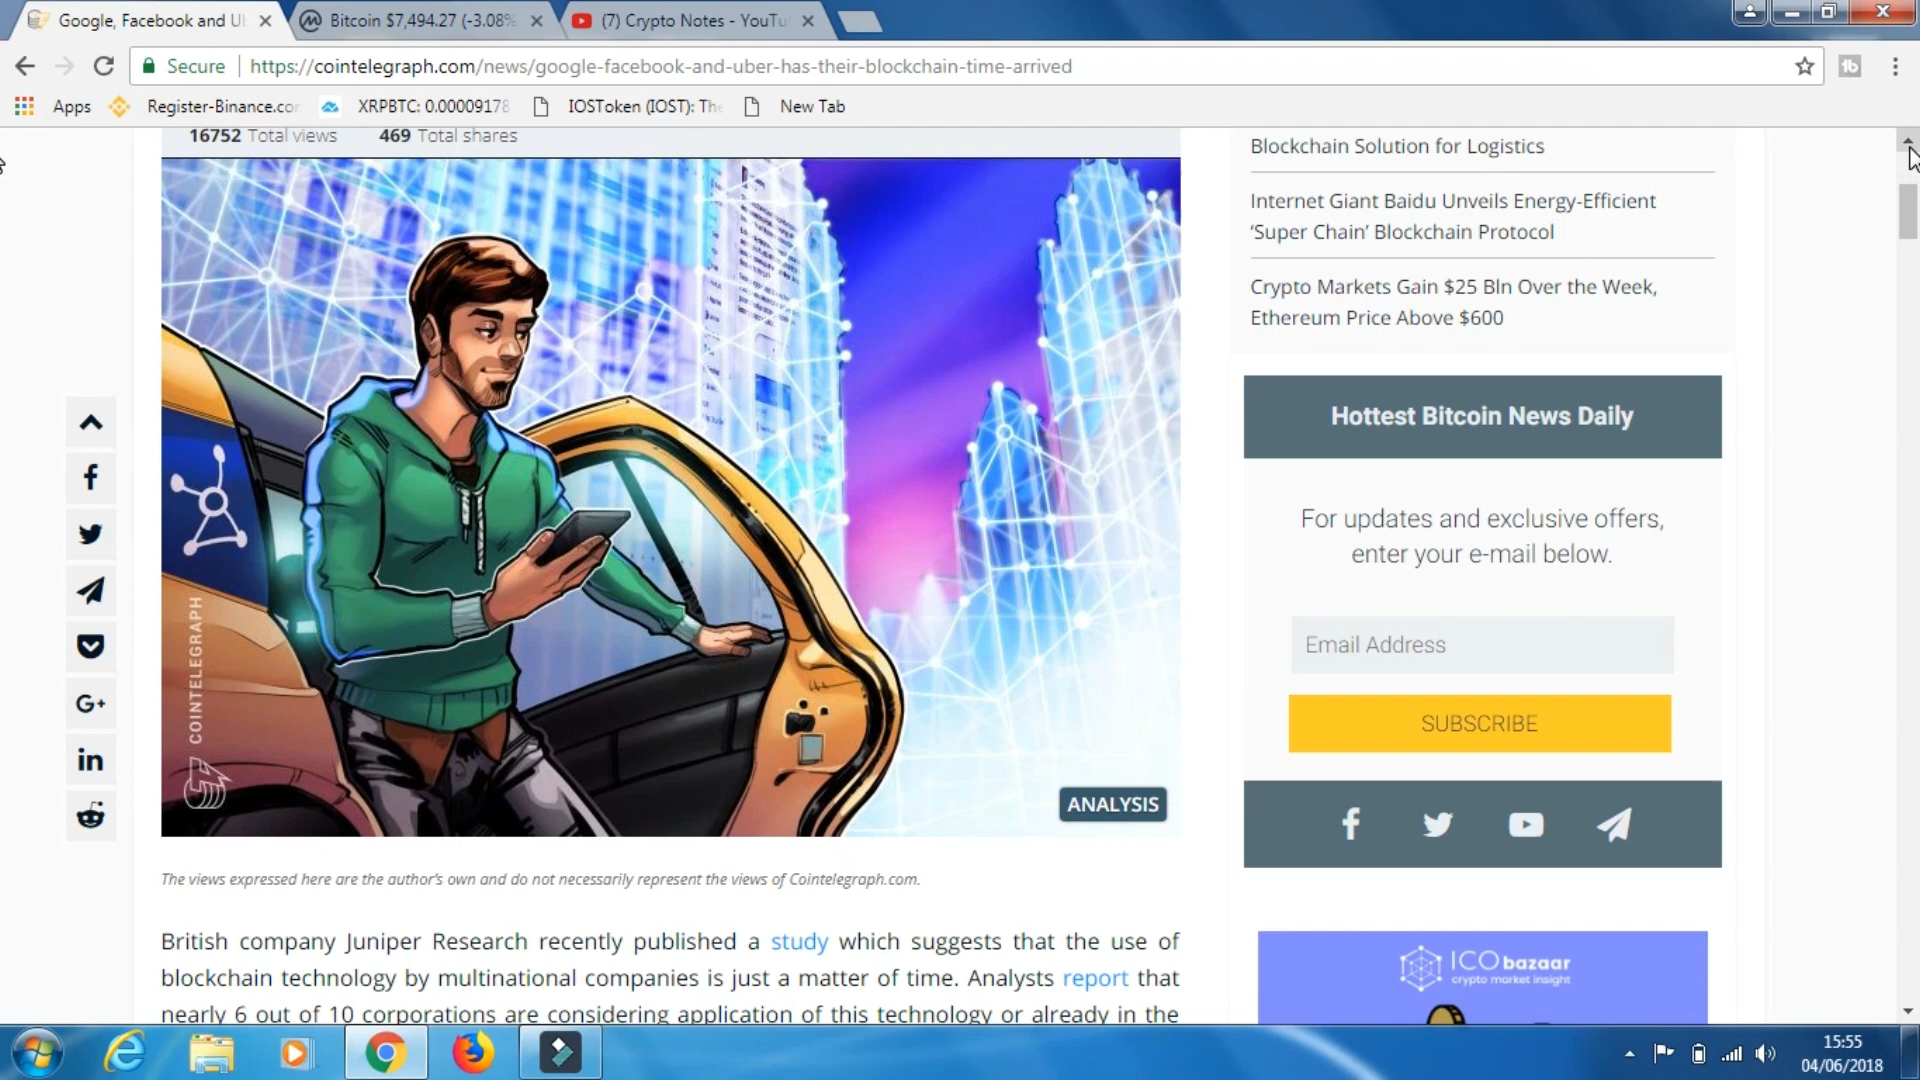 Google, Facebook and Ub
Bitcoin $7,494.27 (-3.08%
(7) Crypto Notes - YouTu
Secure
https://cointelegraph.com/news/google-facebook-and-uber-has-their-blockchain-time-arrived
Apps
Register-Binance.cor
XRPBTC: 0.00009178
IOSToken (IOST): The
New Tab
16752 Total views
469 Total shares
Blockchain Solution for Logistics
Internet Giant Baidu Unveils Energy-Efficient
‘Super Chain’ Blockchain Protocol
Crypto Markets Gain $25 Bln Over the Week,
Ethereum Price Above $600
COINTELEGRAPH
ANALYSIS
Hottest Bitcoin News Daily
For updates and exclusive offers,
enter your e-mail below.
Email Address
SUBSCRIBE
The views expressed here are the author’s own and do not necessarily represent the views of Cointelegraph.com.
British company Juniper Research recently published a study which suggests that the use of
blockchain technology by multinational companies is just a matter of time. Analysts report that
nearly 6 out of 10 corporations are considering application of this technology or already in the
ICObazaar
crypto market insight
15:55
04/06/2018